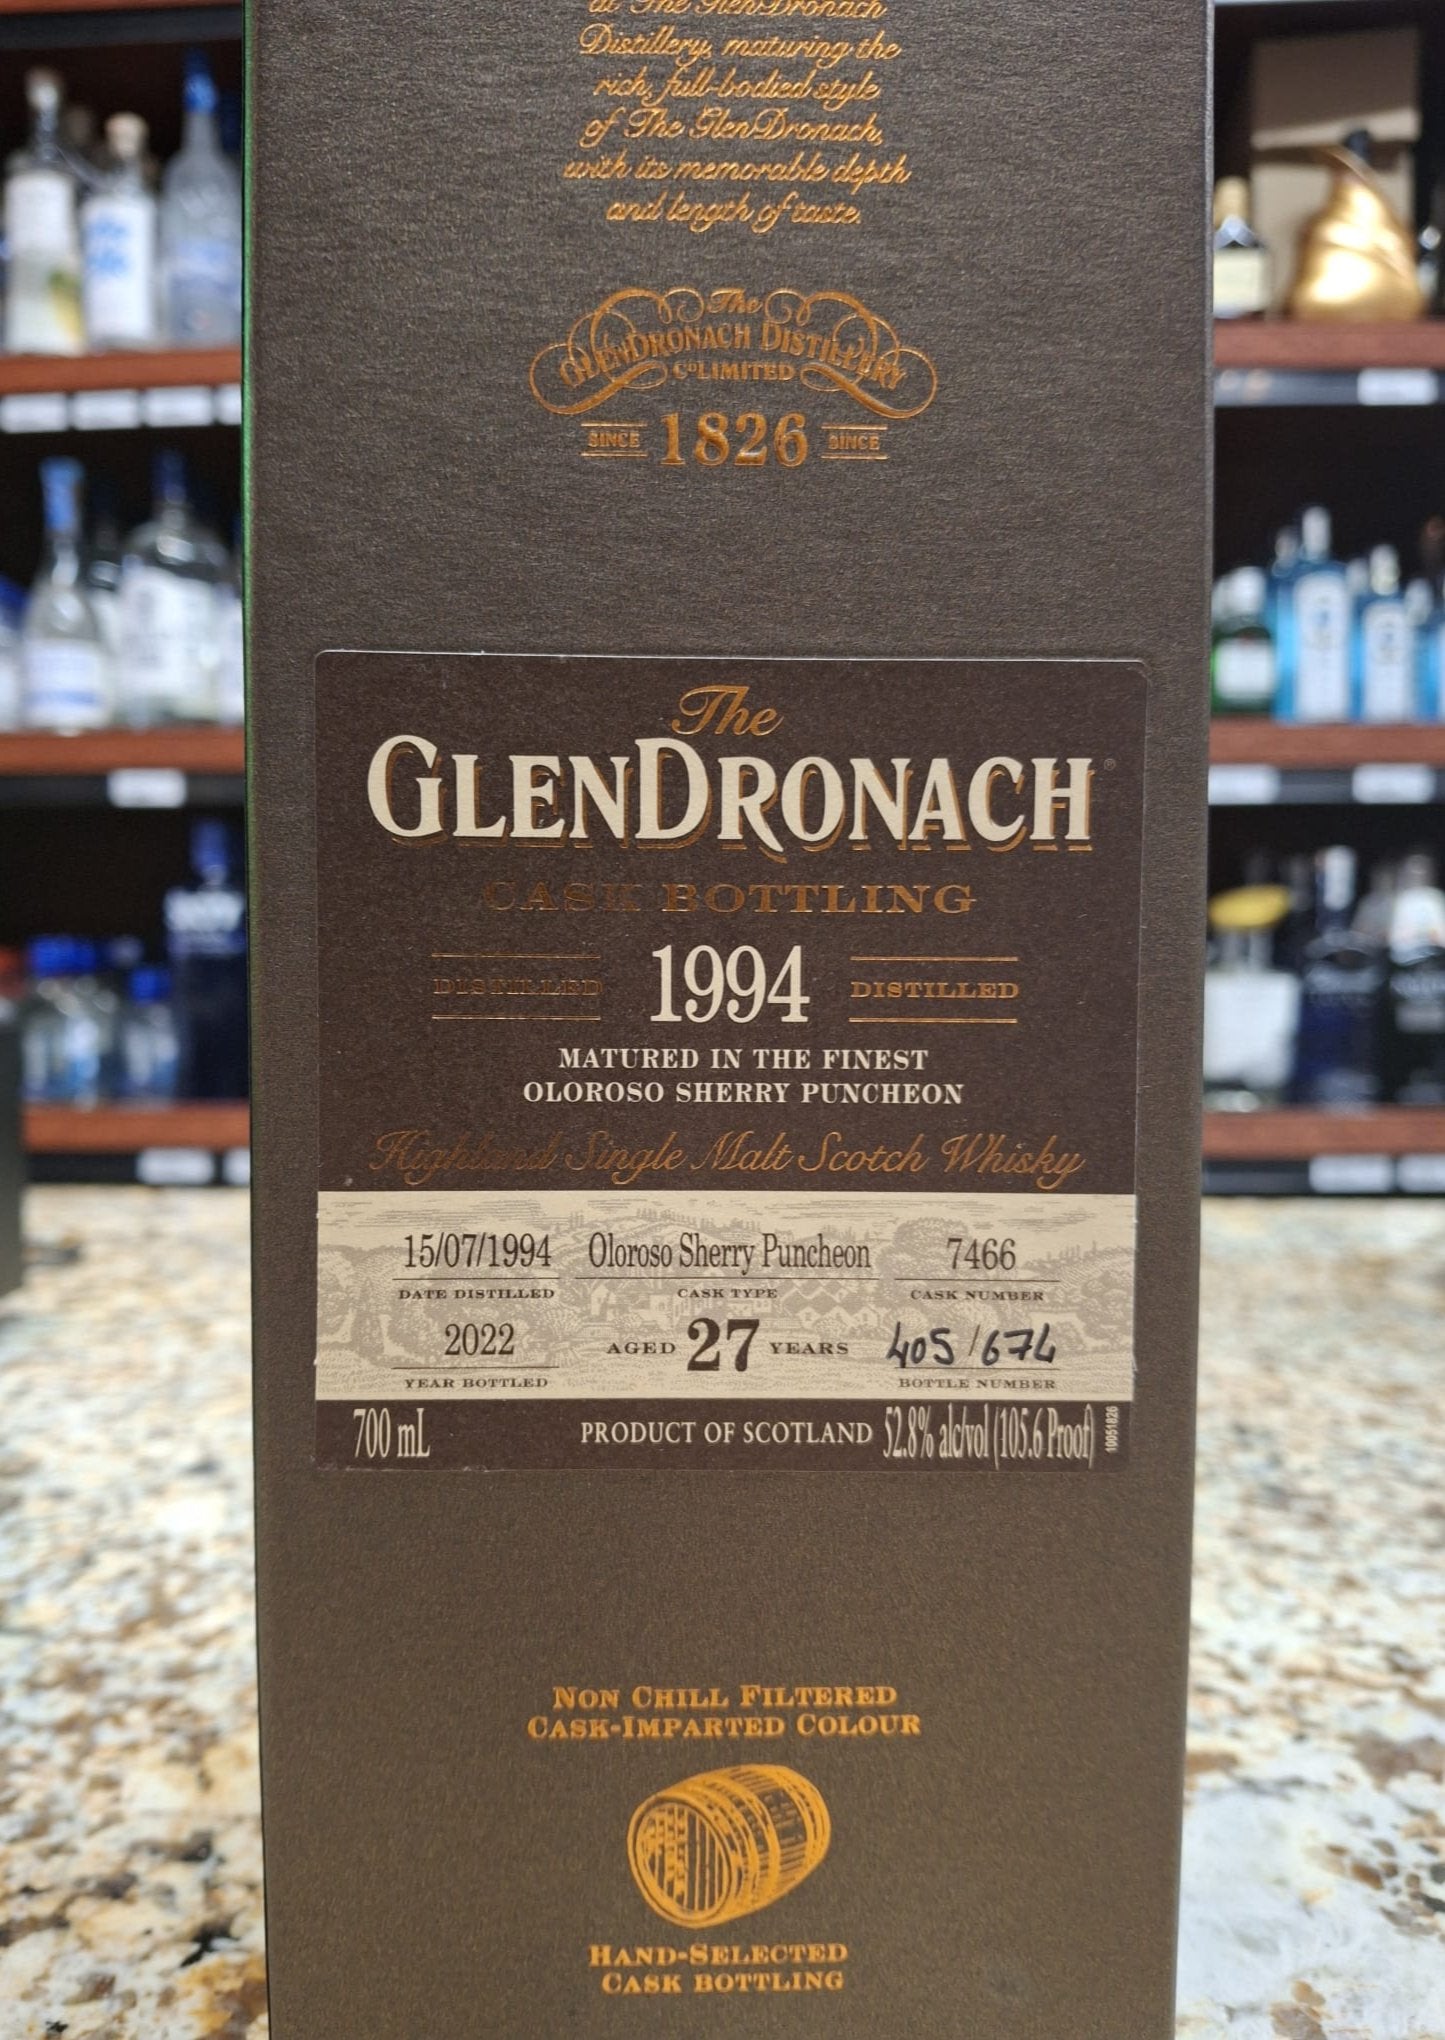 at The GlenDronach
Distillery, maturing the
rich, full-bodied style
of The GlenDronach,
with its memorable depth
and length of taste.
The
GLENDRONACH DISTILLERY
Cº LIMITED
SINCE 1826 SINCE
The
GLENDRONACH®
CASK BOTTLING
DISTILLED 1994 DISTILLED
MATURED IN THE FINEST
OLOROSO SHERRY PUNCHEON
Highland Single Malt Scotch Whisky
15/07/1994 Oloroso Sherry Puncheon 7466
DATE DISTILLED CASK TYPE CASK NUMBER
2022 AGED 27 YEARS 405/674
YEAR BOTTLED BOTTLE NUMBER
700 mL PRODUCT OF SCOTLAND 52.8% alc/vol (105.6 Proof) 10051826
NON CHILL FILTERED
CASK-IMPARTED COLOUR
HAND-SELECTED
CASK BOTTLING